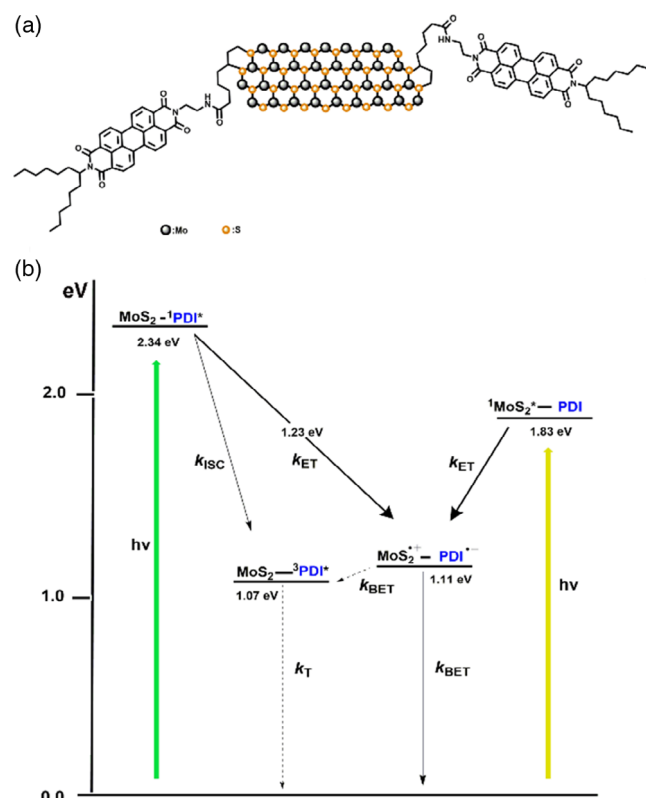 (a)
O
HN
O
O
N
N
O
O
O
O
H
N
N
O
O
N
O
O
:Mo
:S
(b)
eV
MoS2 -1PDI*
2.34 eV
2.0
1MoS2*— PDI
1.83 eV
1.23 eV
kISC
kET
kET
hν
MoS2—3PDI*
1.07 eV
MoS2•+— PDI•−
1.11 eV
kBET
1.0
hν
kT
kBET
0.0